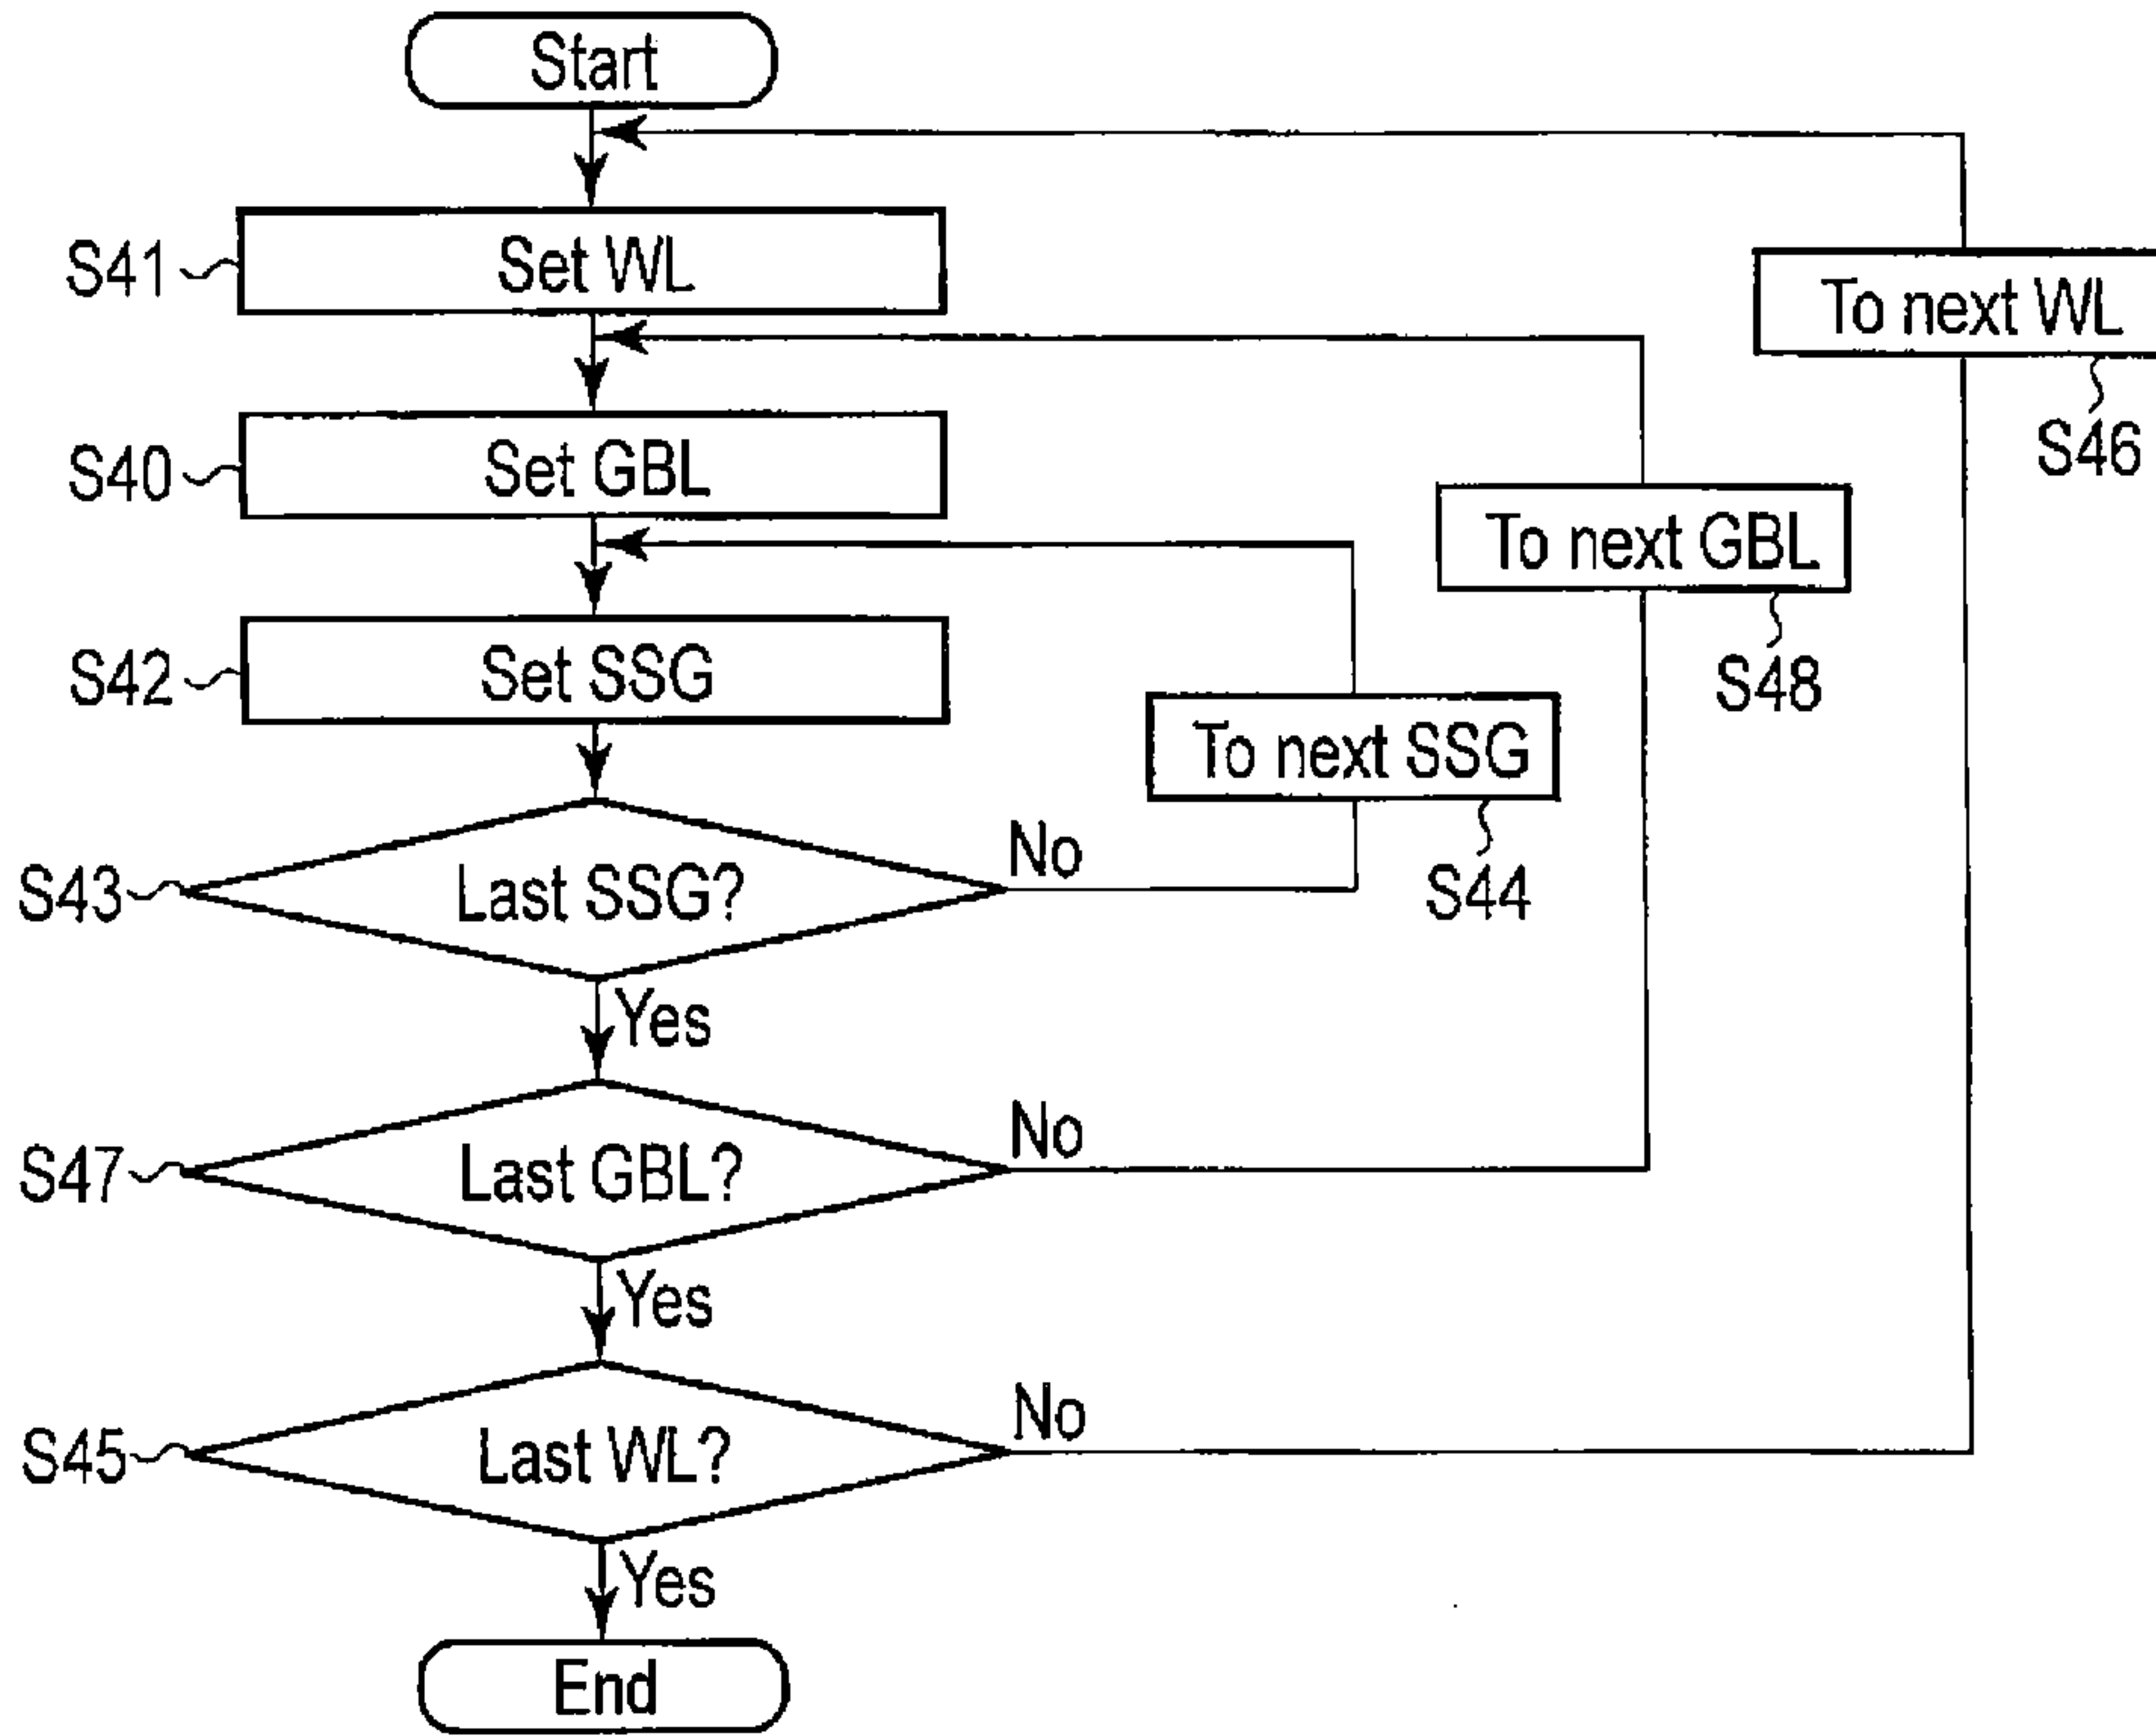 Start
S41
Set WL
To next WL
S46
S40
Set GBL
To next GBL
S48
S42
Set SSG
To next SSG
S44
S43
Last SSG?
No
Yes
S47
Last GBL?
No
Yes
S45
Last WL?
No
Yes
End